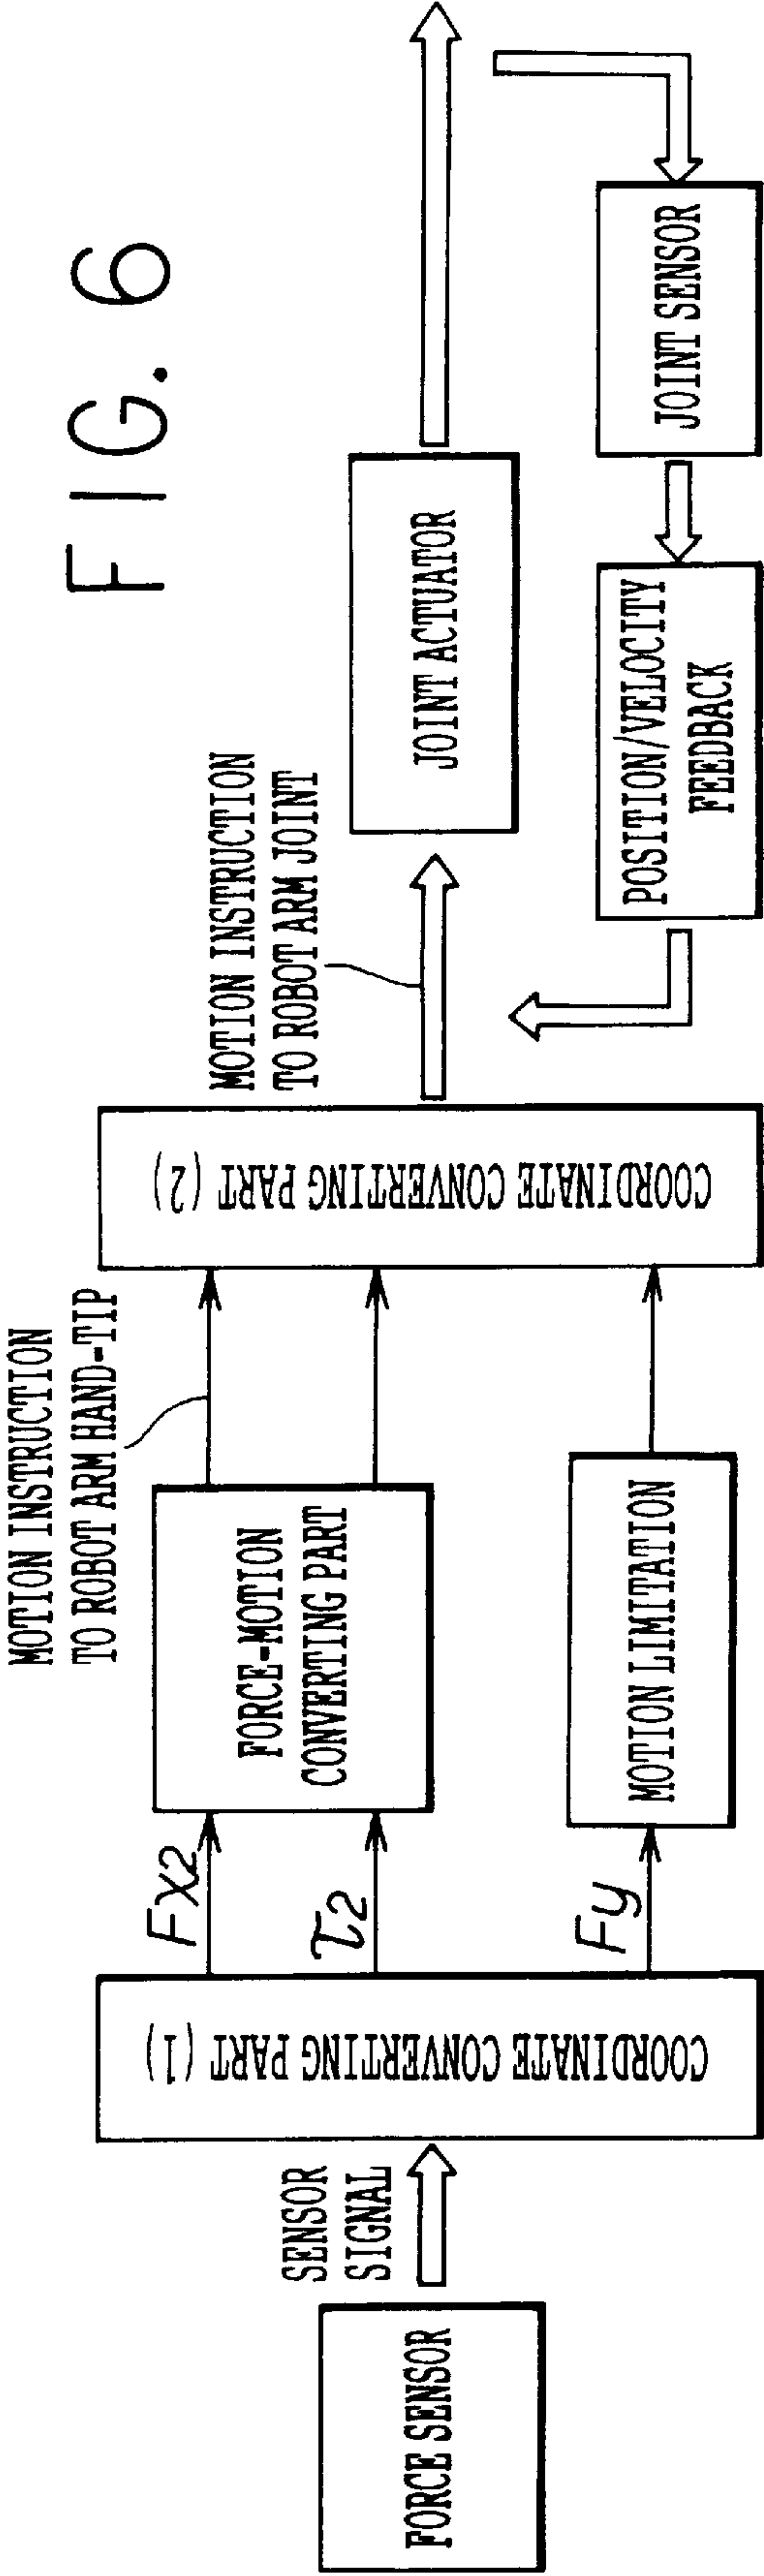 FIG. 6
FORCE SENSOR
SENSOR
SIGNAL
COORDINATE CONVERTING PART (1)
Fx2
τ2
Fy
FORCE-MOTION
CONVERTING PART
MOTION LIMITATION
MOTION INSTRUCTION
TO ROBOT ARM HAND-TIP
COORDINATE CONVERTING PART (2)
MOTION INSTRUCTION
TO ROBOT ARM JOINT
JOINT ACTUATOR
POSITION/VELOCITY
FEEDBACK
JOINT SENSOR